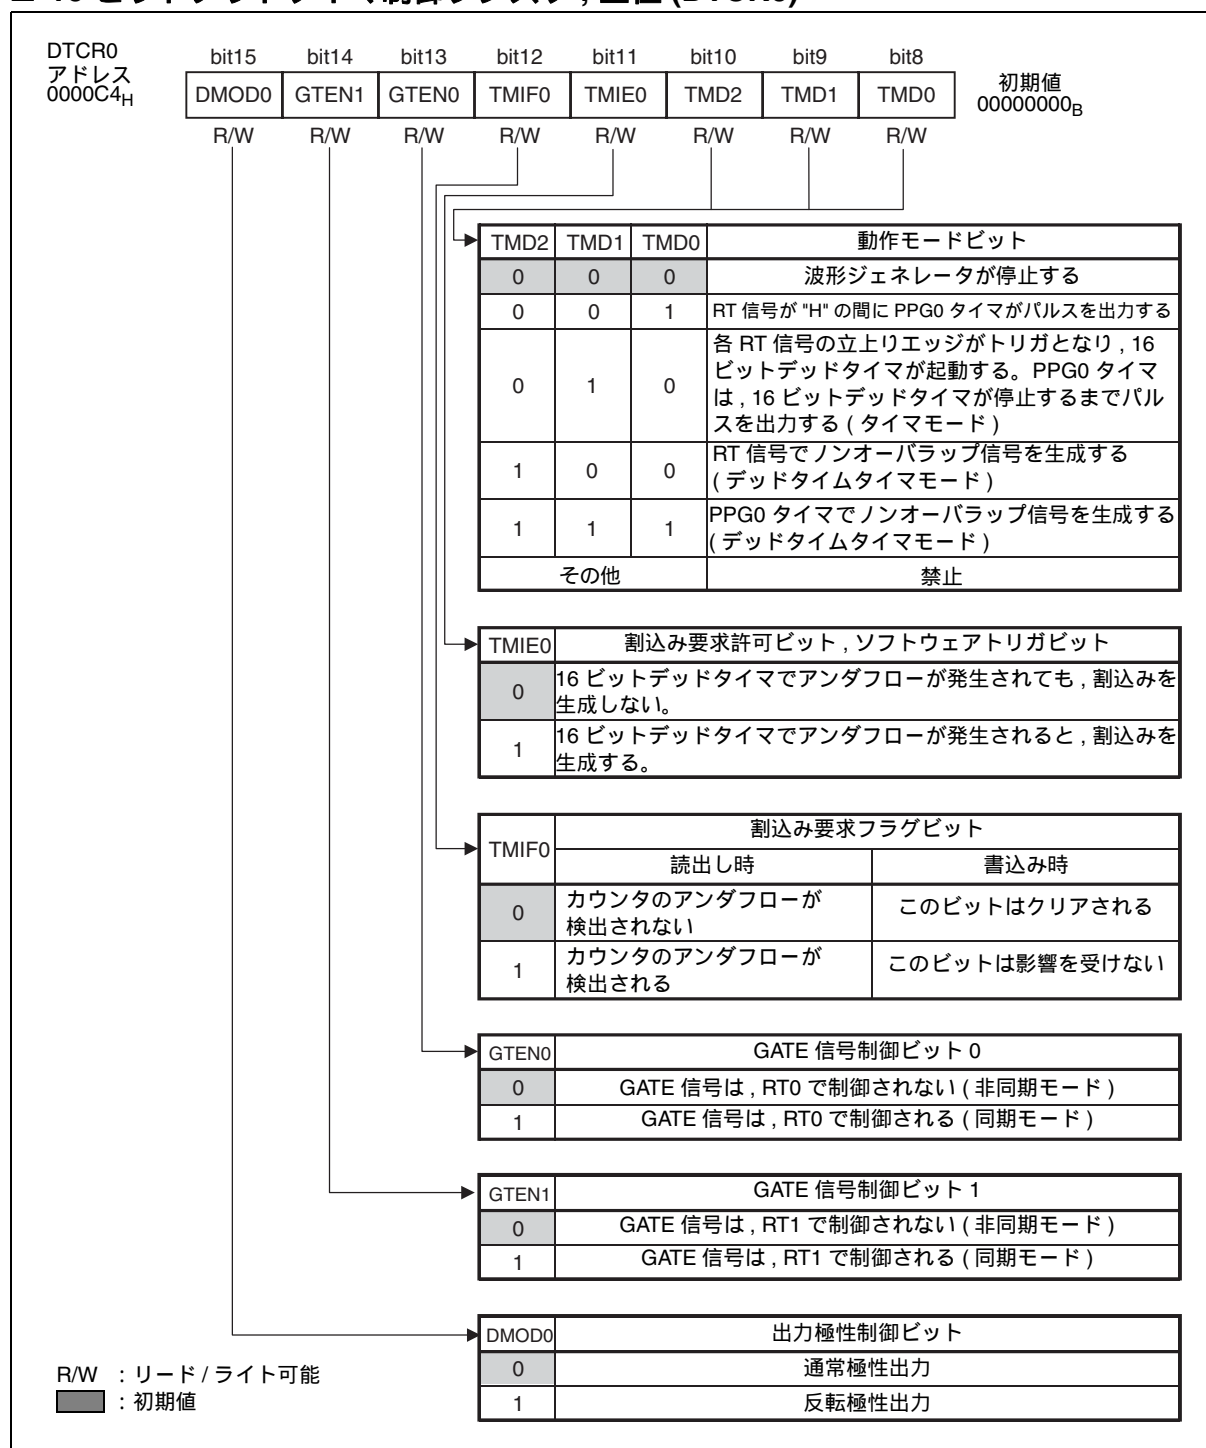 DTCR0
アドレス
0000C4H
bit15 bit14 bit13 bit12 bit11 bit10 bit9 bit8
DMOD0 GTEN1 GTEN0 TMIF0 TMIE0 TMD2 TMD1 TMD0
初期値
00000000B
R/W R/W R/W R/W R/W R/W R/W R/W
TMD2 TMD1 TMD0 動作モードビット
0 0 0 波形ジェネレータが停止する
0 0 1 RT 信号が "H" の間に PPG0 タイマがパルスを出力する
0 1 0 各 RT 信号の立上りエッジがトリガとなり , 16
ビットデッドタイマが起動する。PPG0 タイマ
は , 16 ビットデッドタイマが停止するまでパル
スを出力する ( タイマモード )
1 0 0 RT 信号でノンオーバラップ信号を生成する
( デッドタイムタイマモード )
1 1 1 PPG0 タイマでノンオーバラップ信号を生成する
( デッドタイムタイマモード )
その他 禁止
TMIE0 割込み要求許可ビット , ソフトウェアトリガビット
0 16 ビットデッドタイマでアンダフローが発生されても , 割込みを
生成しない。
1 16 ビットデッドタイマでアンダフローが発生されると , 割込みを
生成する。
TMIF0 割込み要求フラグビット
読出し時 書込み時
0 カウンタのアンダフローが
検出されない このビットはクリアされる
1 カウンタのアンダフローが
検出される このビットは影響を受けない
GTEN0 GATE 信号制御ビット 0
0 GATE 信号は , RT0 で制御されない ( 非同期モード )
1 GATE 信号は , RT0 で制御される ( 同期モード )
GTEN1 GATE 信号制御ビット 1
0 GATE 信号は , RT1 で制御されない ( 非同期モード )
1 GATE 信号は , RT1 で制御される ( 同期モード )
DMOD0 出力極性制御ビット
0 通常極性出力
1 反転極性出力
R/W : リード / ライト可能
: 初期値